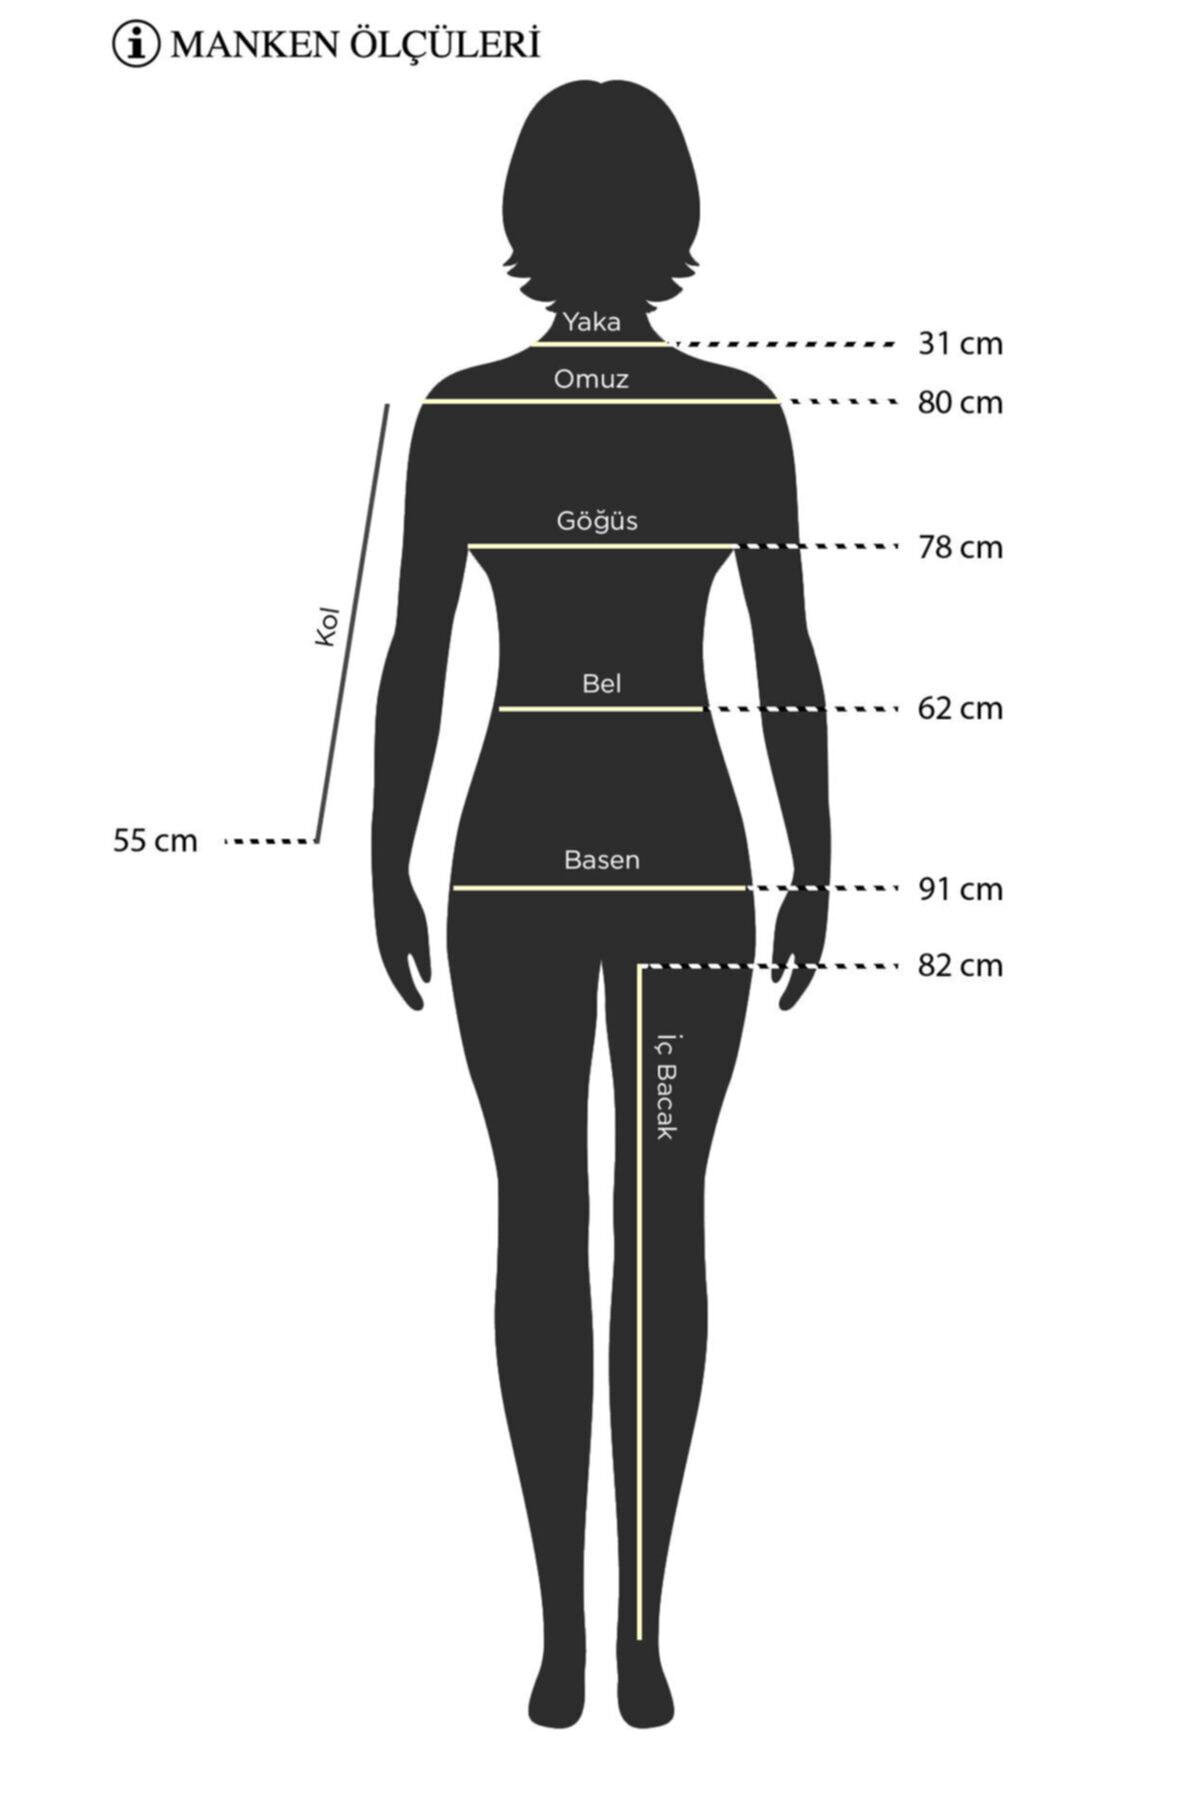 i MANKEN ÖLÇÜLERİ
Yaka
31 cm
Omuz
80 cm
Göğüs
78 cm
Kol
Bel
62 cm
55 cm
Basen
91 cm
82 cm
İç Bacak